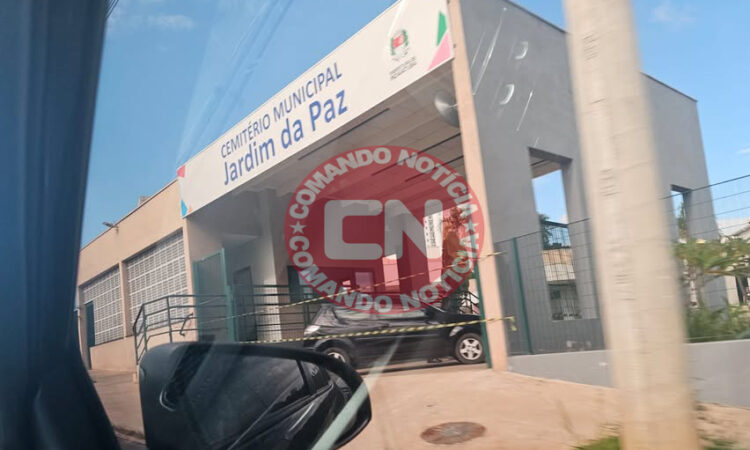 CEMITÉRIO MUNICIPAL
Jardim da Paz
COMANDO NOTÍCIA
CN
COMANDO NOTÍCIA